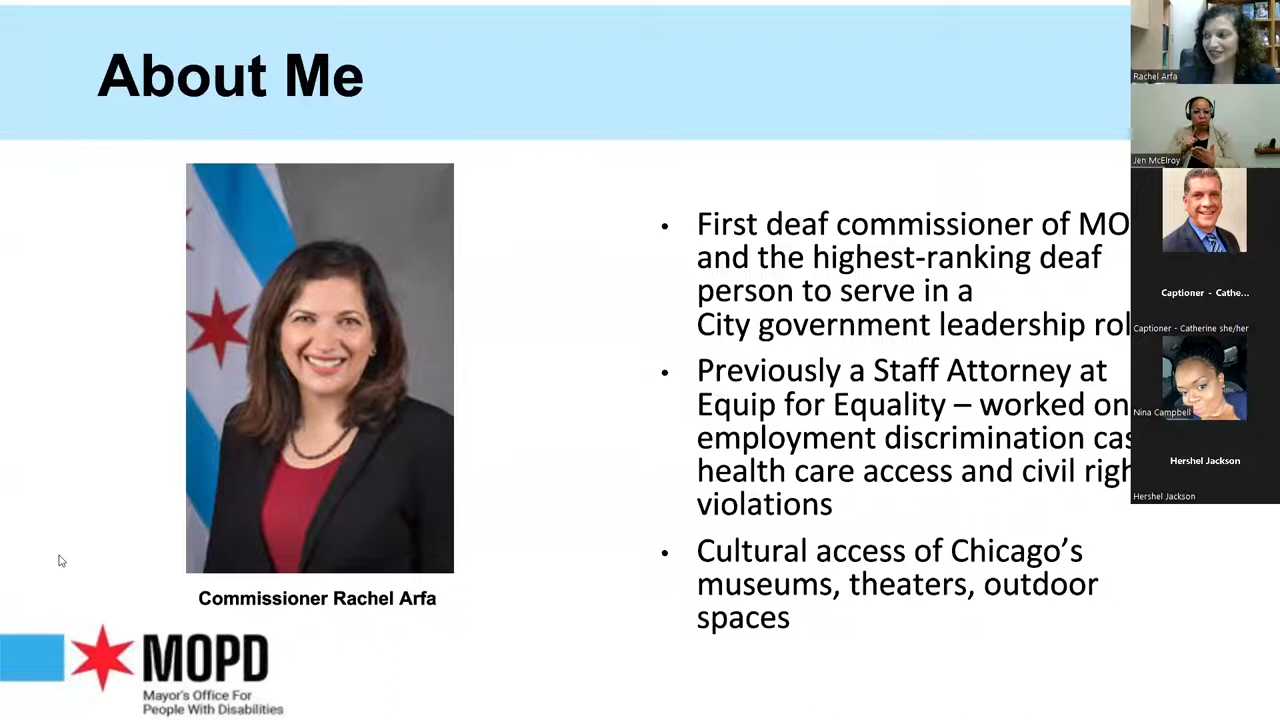 About Me
Commissioner Rachel Arfa
• First deaf commissioner of MO
and the highest-ranking deaf
person to serve in a
City government leadership rol
• Previously a Staff Attorney at
Equip for Equality – worked on
employment discrimination cas
health care access and civil righ
violations
• Cultural access of Chicago’s
museums, theaters, outdoor
spaces
MOPD
Mayor's Office For
People With Disabilities
Rachel Arfa
Jen McElroy
Captioner - Cathe...
Captioner - Catherine she/her
Nina Campbell
Hershel Jackson
Hershel Jackson